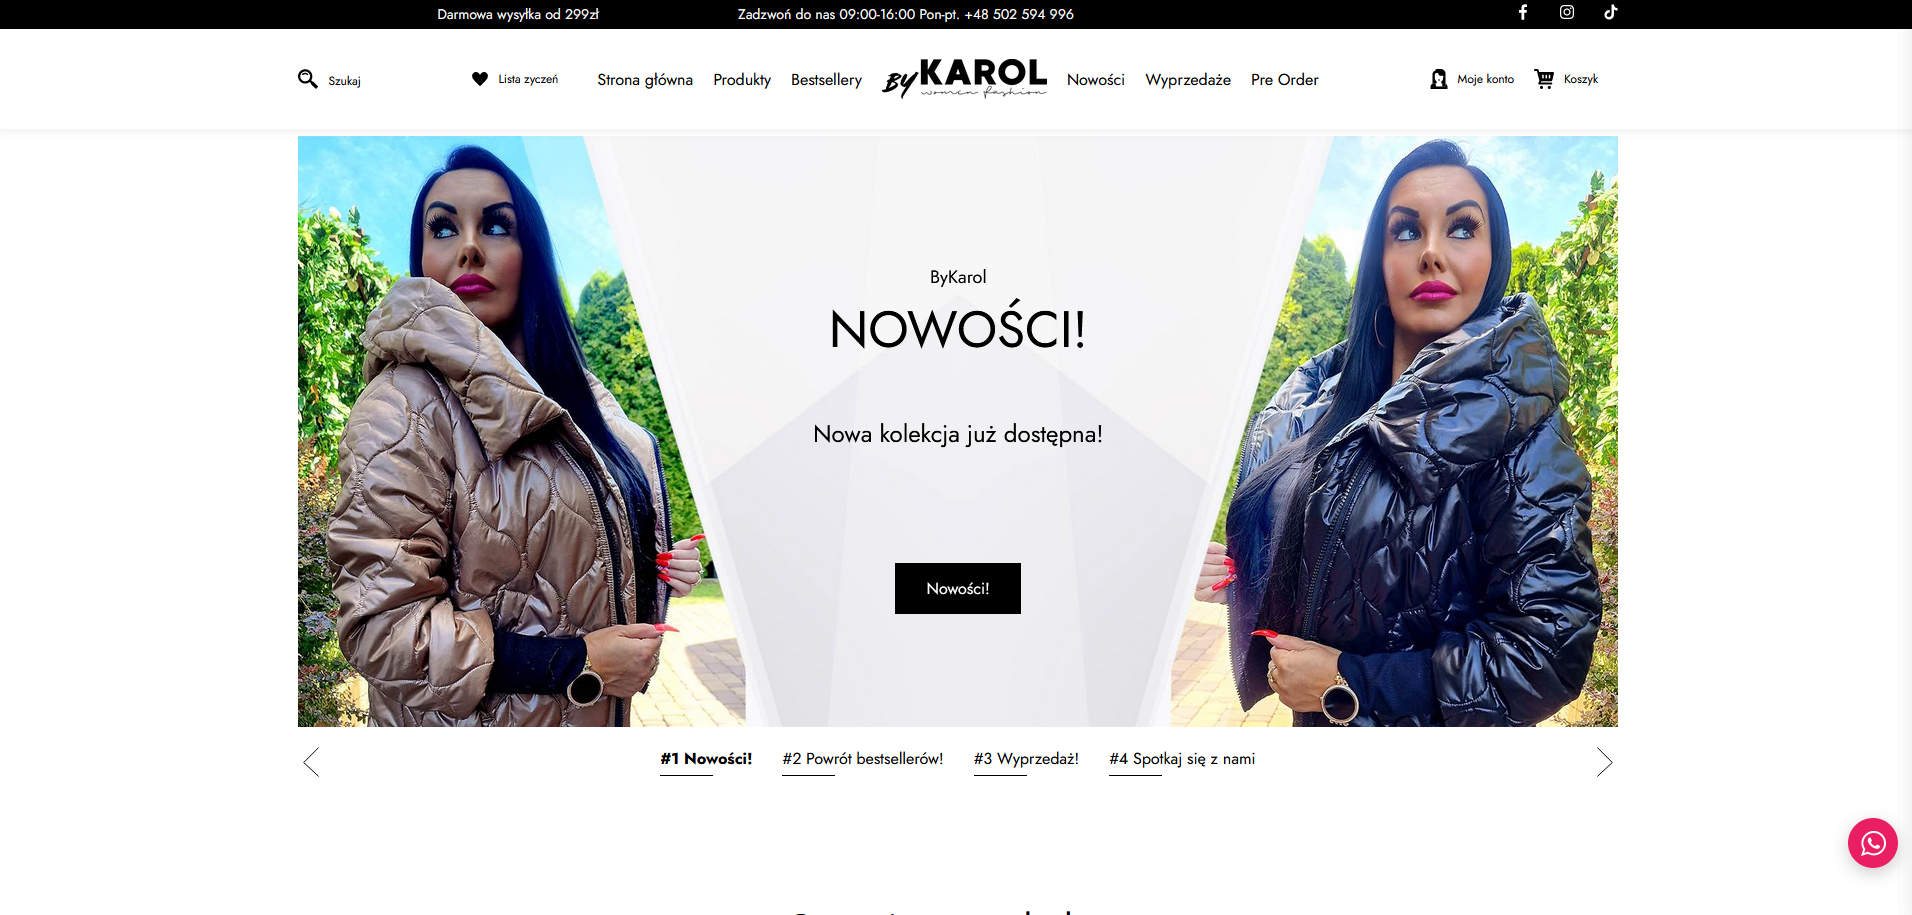 Darmowa wysyłka od 299zł
Zadzwoń do nas 09:00-16:00 Pon-pt. +48 502 594 996
Szukaj
Lista zyczeń
Strona główna
Produkty
Bestsellery
BY KAROL
women fashion
Nowości
Wyprzedaże
Pre Order
Moje konto
Koszyk
ByKarol
NOWOŚCI!
Nowa kolekcja już dostępna!
Nowości!
#1 Nowości!
#2 Powrót bestsellerów!
#3 Wyprzedaż!
#4 Spotkaj się z nami